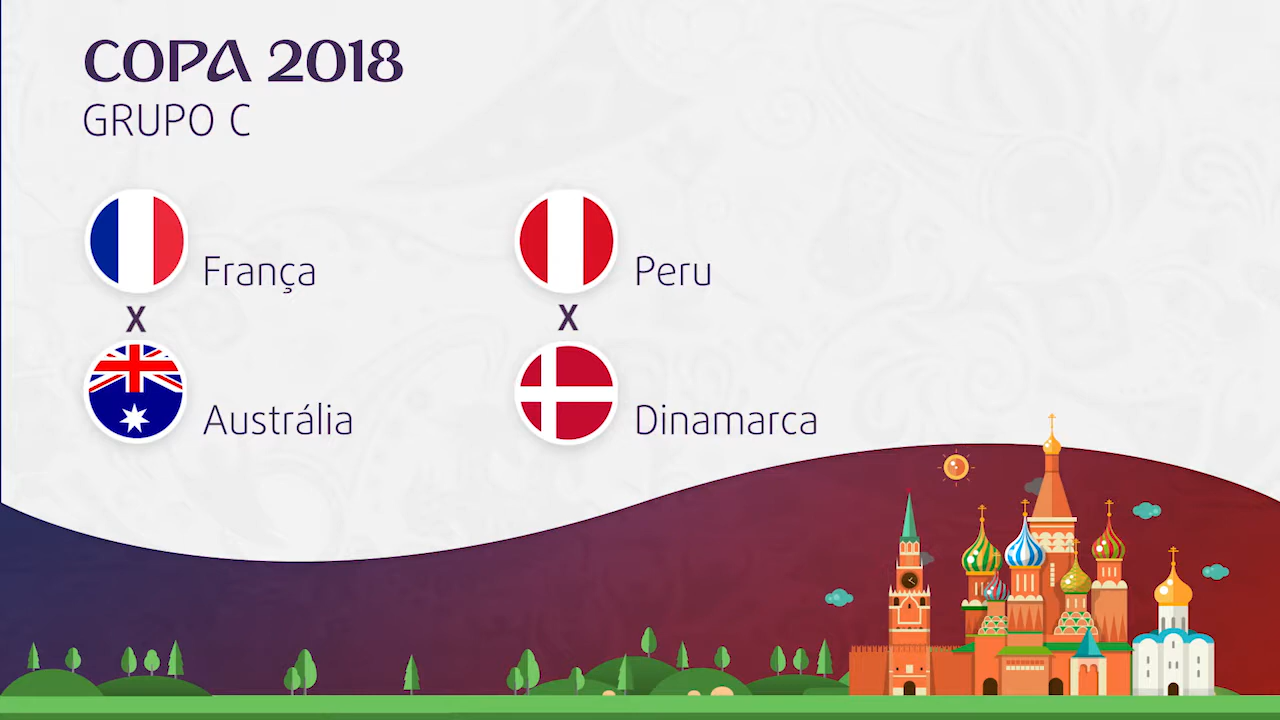 COPA 2018
GRUPO C
França
X
Austrália
Peru
X
Dinamarca